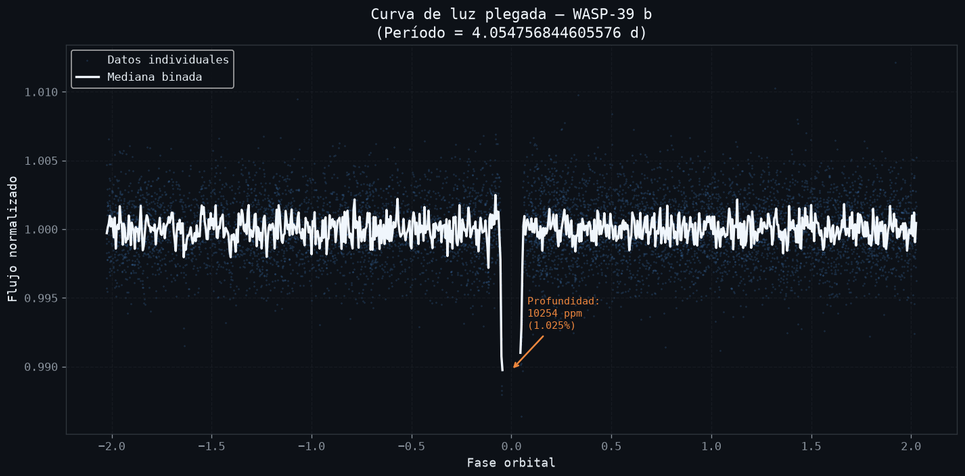 Curva de luz plegada — WASP-39 b
(Período = 4.054756844605576 d)
Datos individuales
Mediana binada
Flujo normalizado
1.010
1.005
1.000
0.995
0.990
Profundidad:
10254 ppm
(1.025%)
−2.0
−1.5
−1.0
−0.5
0.0
0.5
1.0
1.5
2.0
Fase orbital